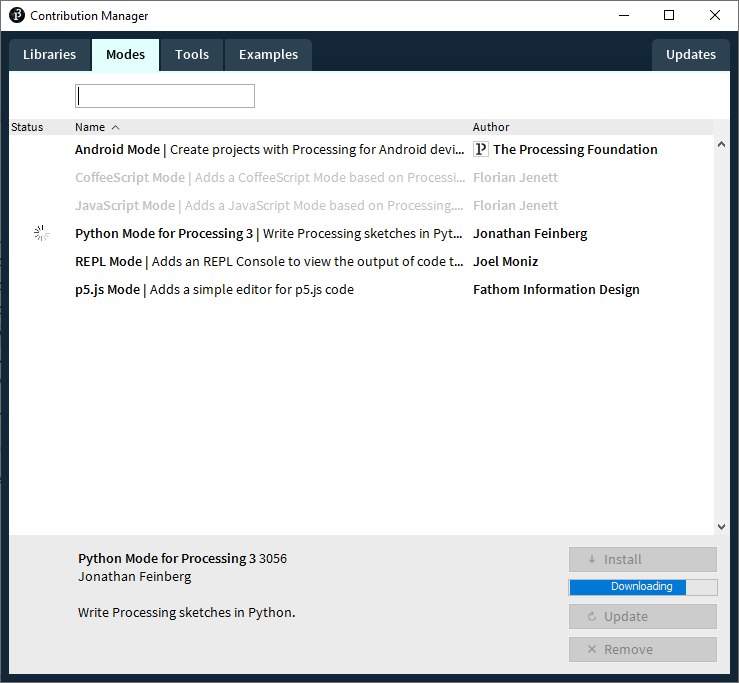 Contribution Manager
Libraries Modes Tools Examples Updates
Status Name Author
Android Mode | Create projects with Processing for Android devi... The Processing Foundation
CoffeeScript Mode | Adds a CoffeeScript Mode based on Processi... Florian Jenett
JavaScript Mode | Adds a JavaScript Mode based on Processing.... Florian Jenett
Python Mode for Processing 3 | Write Processing sketches in Pyt... Jonathan Feinberg
REPL Mode | Adds an REPL Console to view the output of code t... Joel Moniz
p5.js Mode | Adds a simple editor for p5.js code Fathom Information Design
Python Mode for Processing 3 3056
Jonathan Feinberg
Write Processing sketches in Python.
Install
Downloading
Update
Remove